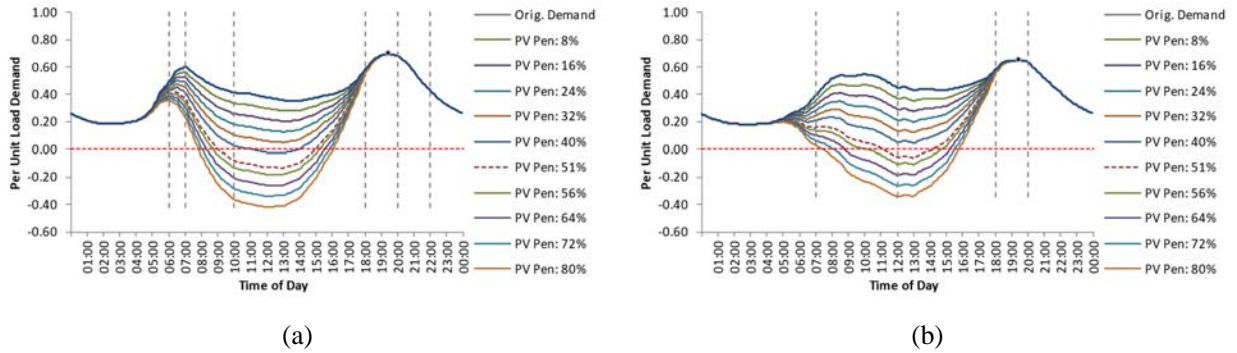 1.00
0.80
0.60
0.40
0.20
0.00
-0.20
-0.40
-0.60
Per Unit Load Demand
01:00
02:00
03:00
04:00
05:00
06:00
07:00
08:00
09:00
10:00
11:00
12:00
13:00
14:00
15:00
16:00
17:00
18:00
19:00
20:00
21:00
22:00
23:00
00:00
Time of Day
Orig. Demand
PV Pen: 8%
PV Pen: 16%
PV Pen: 24%
PV Pen: 32%
PV Pen: 40%
PV Pen: 51%
PV Pen: 56%
PV Pen: 64%
PV Pen: 72%
PV Pen: 80%
(a)
1.00
0.80
0.60
0.40
0.20
0.00
-0.20
-0.40
-0.60
Per Unit Load Demand
01:00
02:00
03:00
04:00
05:00
06:00
07:00
08:00
09:00
10:00
11:00
12:00
13:00
14:00
15:00
16:00
17:00
18:00
19:00
20:00
21:00
22:00
23:00
00:00
Time of Day
Orig. Demand
PV Pen: 8%
PV Pen: 16%
PV Pen: 24%
PV Pen: 32%
PV Pen: 40%
PV Pen: 51%
PV Pen: 56%
PV Pen: 64%
PV Pen: 72%
PV Pen: 80%
(b)